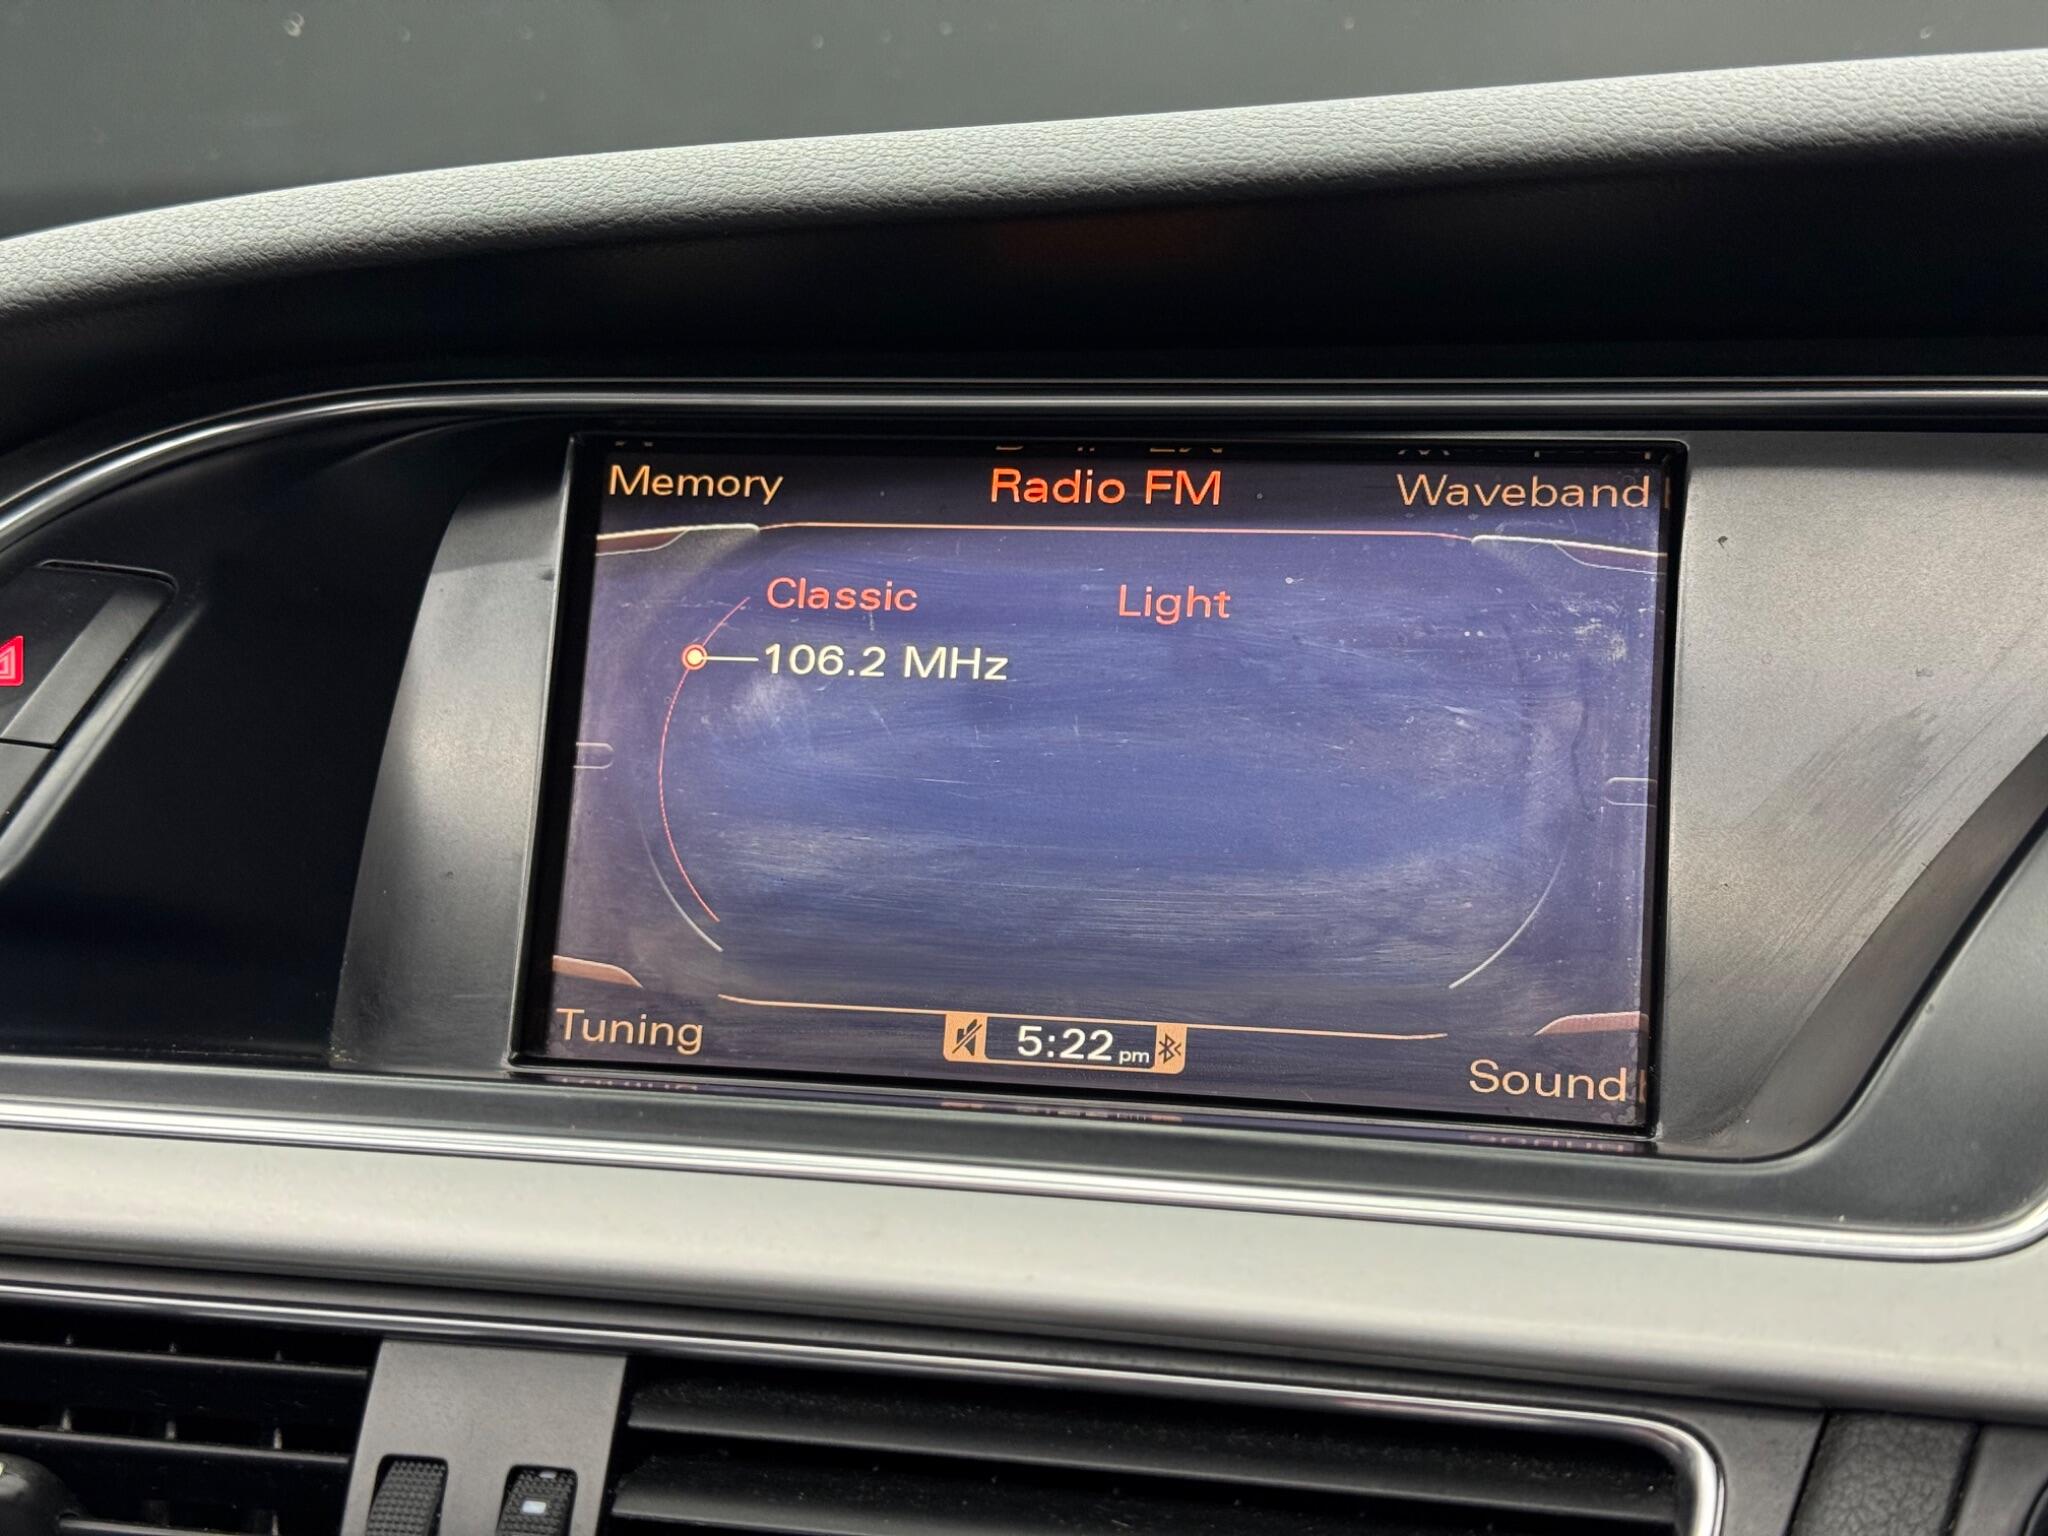 Memory Radio FM Waveband
Classic Light
106.2 MHz
Tuning 5:22 pm Sound